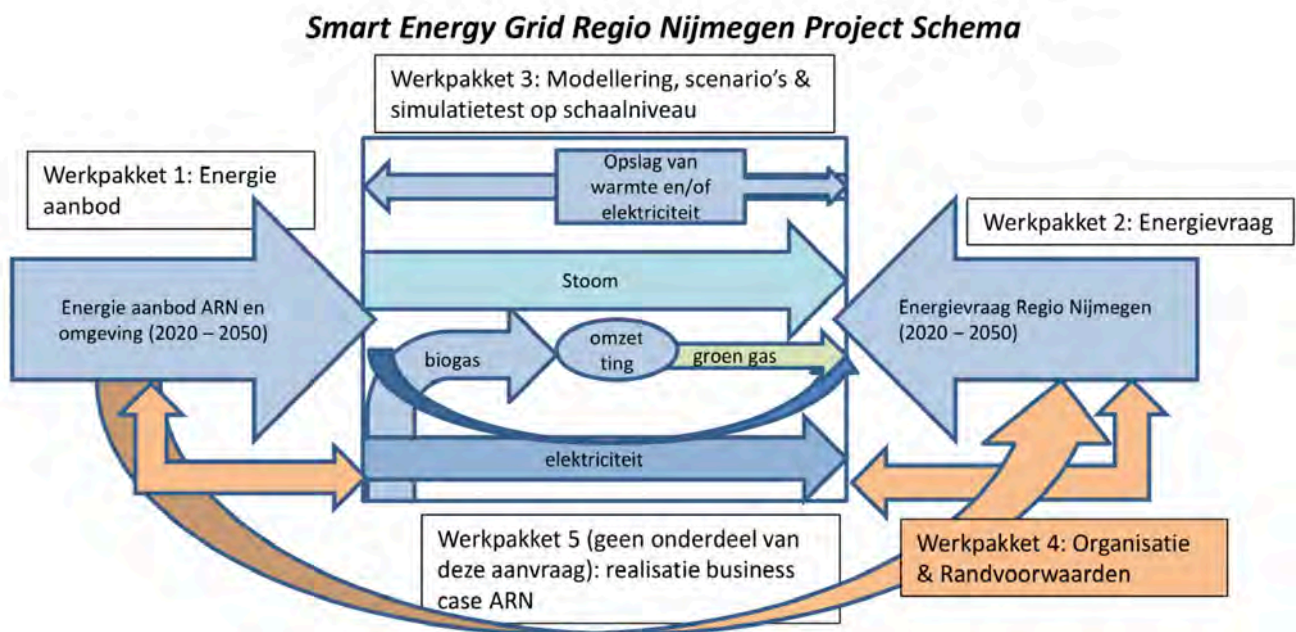 Smart Energy Grid Regio Nijmegen Project Schema
Werkpakket 3: Modellering, scenario's &
simulatietest op schaalniveau
Werkpakket 1: Energie
aanbod
Opslag van
warmte en/of
elektriciteit
Werkpakket 2: Energievraag
Stoom
Energie aanbod ARN en
omgeving (2020 – 2050)
Energievraag Regio Nijmegen
(2020 – 2050)
biogas
omzet
ting
groen gas
elektriciteit
Werkpakket 5 (geen onderdeel van
deze aanvraag): realisatie business
case ARN
Werkpakket 4: Organisatie
& Randvoorwaarden